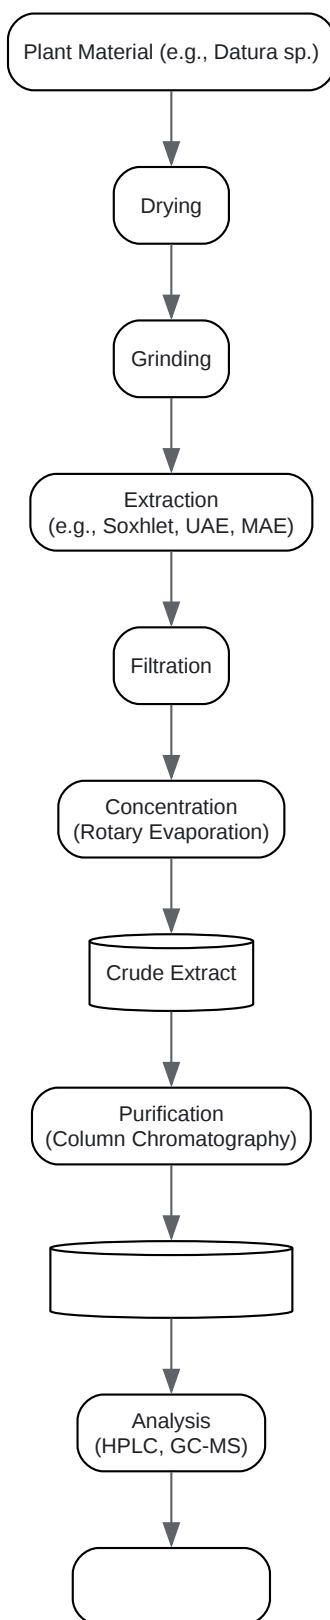 Plant Material (e.g., Datura sp.)
Drying
Grinding
Extraction
(e.g., Soxhlet, UAE, MAE)
Filtration
Concentration
(Rotary Evaporation)
Crude Extract
Purification
(Column Chromatography)
Analysis
(HPLC, GC-MS)